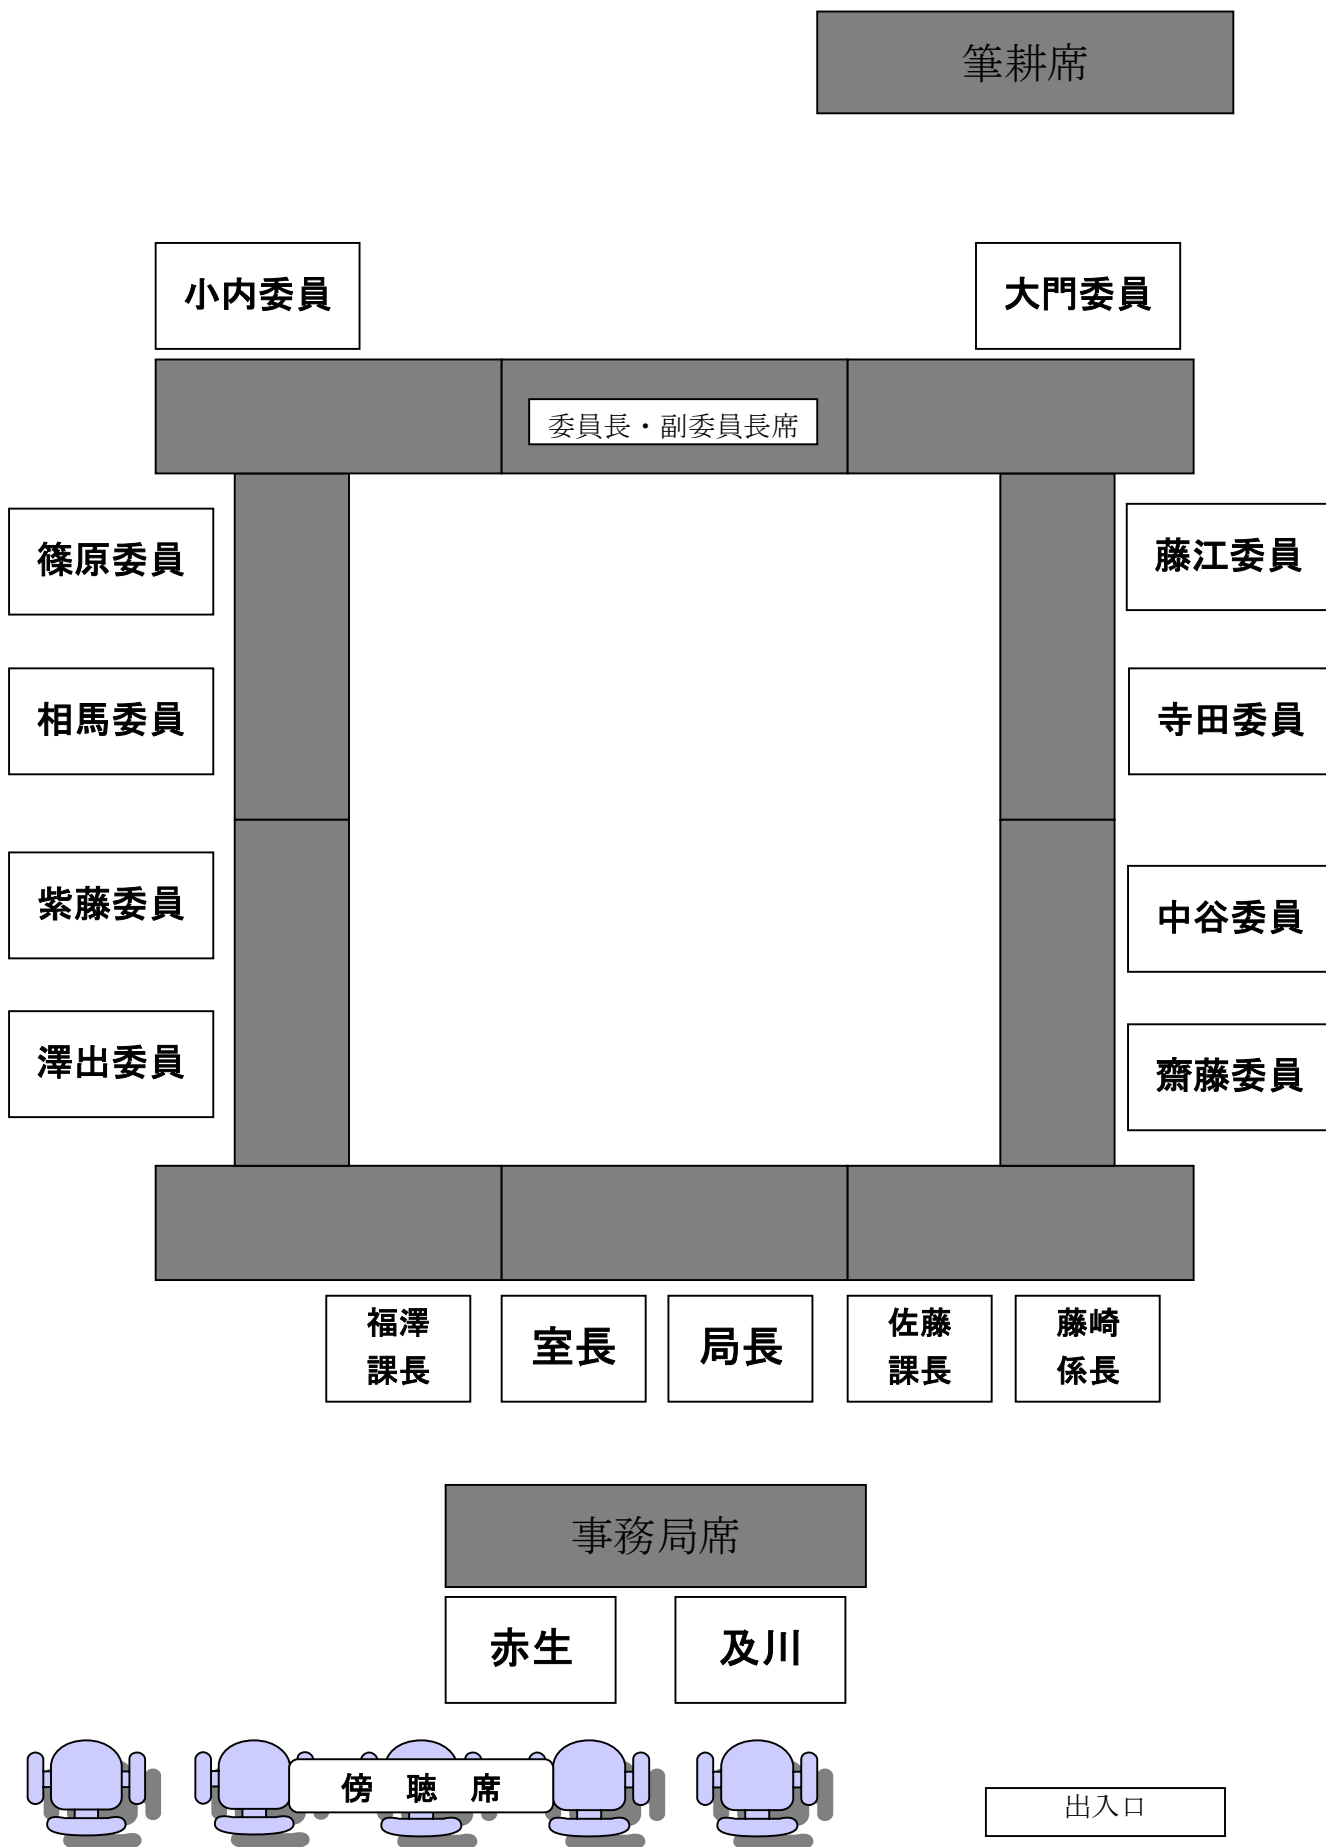 筆耕席
小内委員
大門委員
委員長・副委員長席
篠原委員
藤江委員
相馬委員
寺田委員
紫藤委員
中谷委員
澤出委員
齋藤委員
福澤
課長
室長
局長
佐藤
課長
藤崎
係長
事務局席
赤生
及川
傍　聴　席
出入口